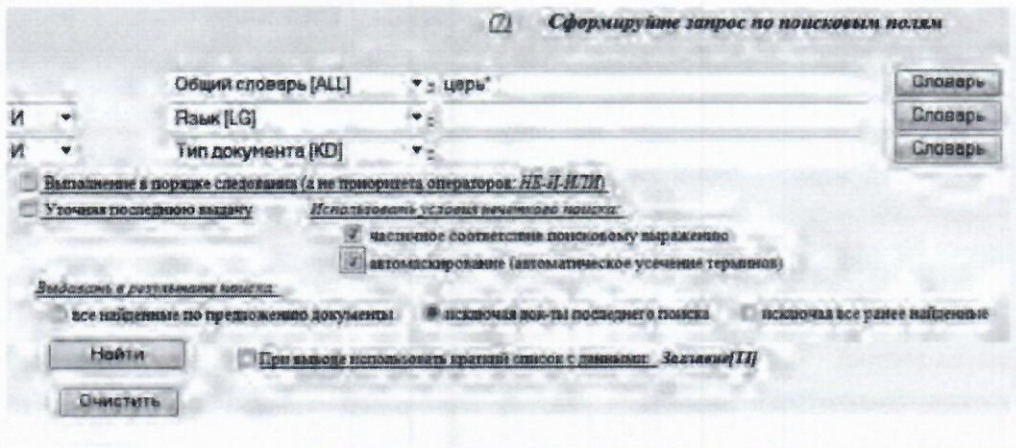 (?) Сформируйте запрос по поисковым полям
Общий словарь [ALL] = царь* Словарь
И Язык [LG] = Словарь
И Тип документа [KD] = Словарь
Выполнение в порядке следования (а не приоритета операторов: НЕ-И-ИЛИ)
Уточняя последнюю выдачу Использовать условия нечеткого поиска:
частичное соответствие поисковому выражению
автомаскирование (автоматическое усечение терминов)
Выдавать в результате поиска:
все найденные по предложению документы исключая док-ты последнего поиска исключая все ранее найденные
Найти При выводе использовать краткий список с данными: Заглавие[TI]
Очистить